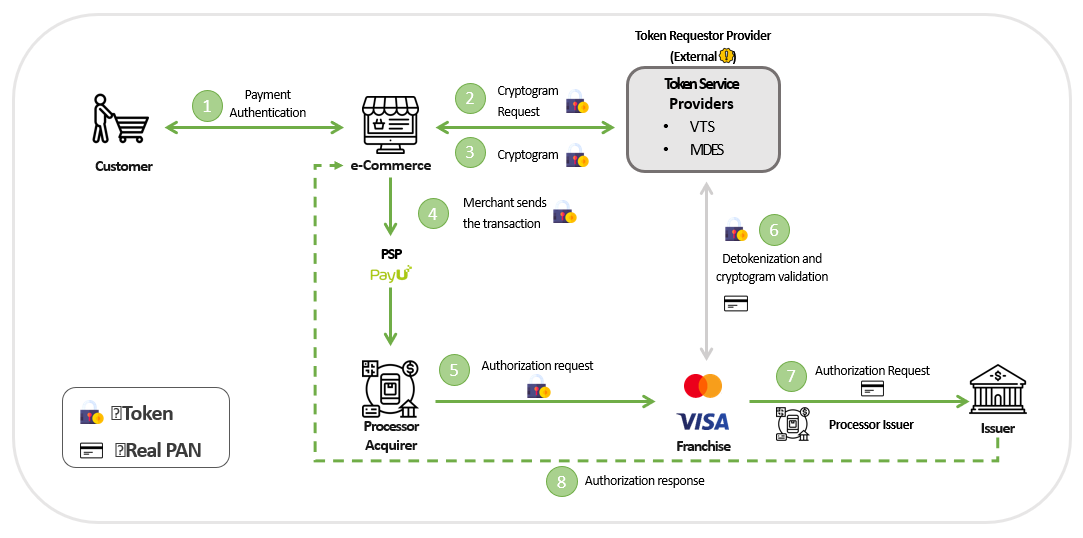 Token Requestor Provider
(External !)
Token Service
Providers
• VTS
• MDES
1
Payment
Authentication
2
Cryptogram
Request
3
Cryptogram
Customer
e-Commerce
4
Merchant sends
the transaction
PSP
PayU
6
Detokenization and
cryptogram validation
5
Authorization request
7
Authorization Request
Processor
Acquirer
VISA
Franchise
Processor Issuer
Issuer
Token
Real PAN
8
Authorization response